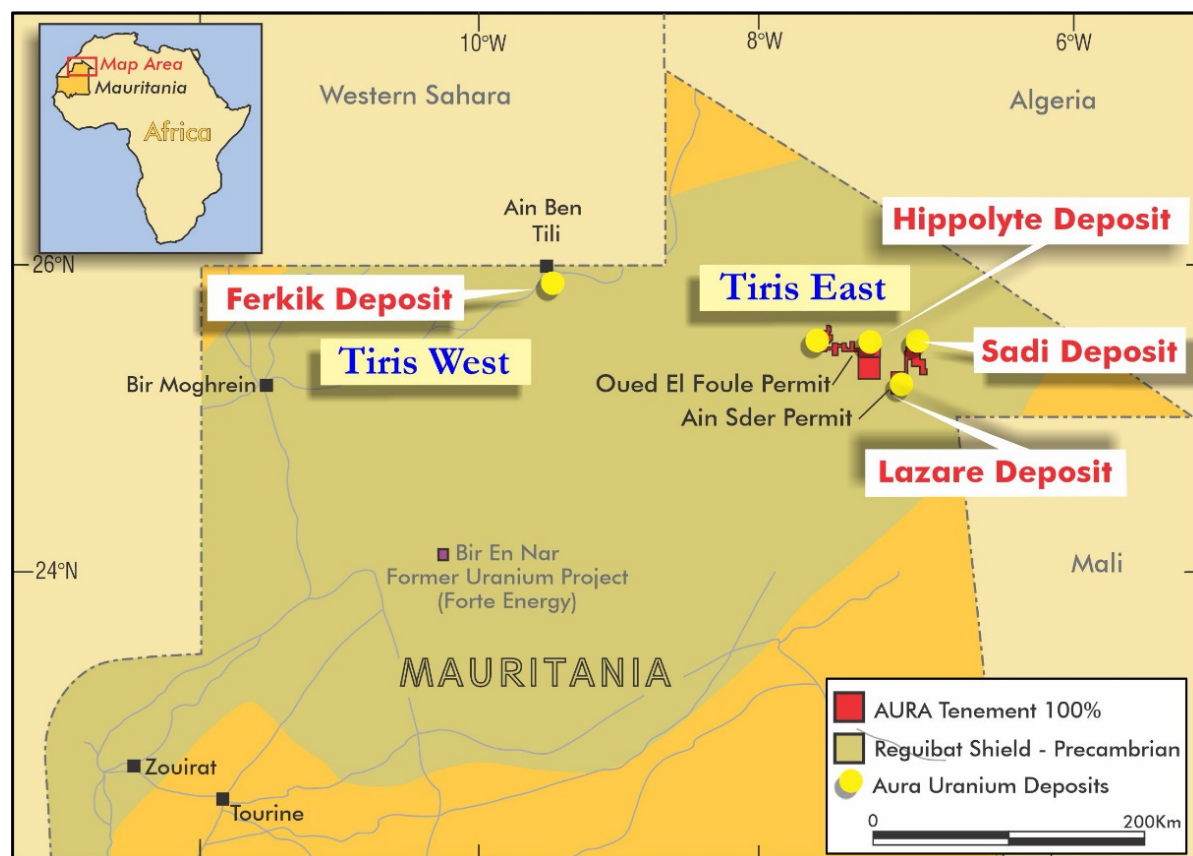 10°W
8°W
6°W
Map Area
Mauritania
Africa
Western Sahara
Algeria
Ain Ben
Tili
Hippolyte Deposit
26°N
Ferkik Deposit
Tiris East
Tiris West
Sadi Deposit
Bir Moghrein
Oued El Foule Permit
Ain Sder Permit
Lazare Deposit
Bir En Nar
Former Uranium Project
(Forte Energy)
24°N
Mali
MAURITANIA
AURA Tenement 100%
Reguibat Shield - Precambrian
Aura Uranium Deposits
0
200Km
Zouirat
Tourine